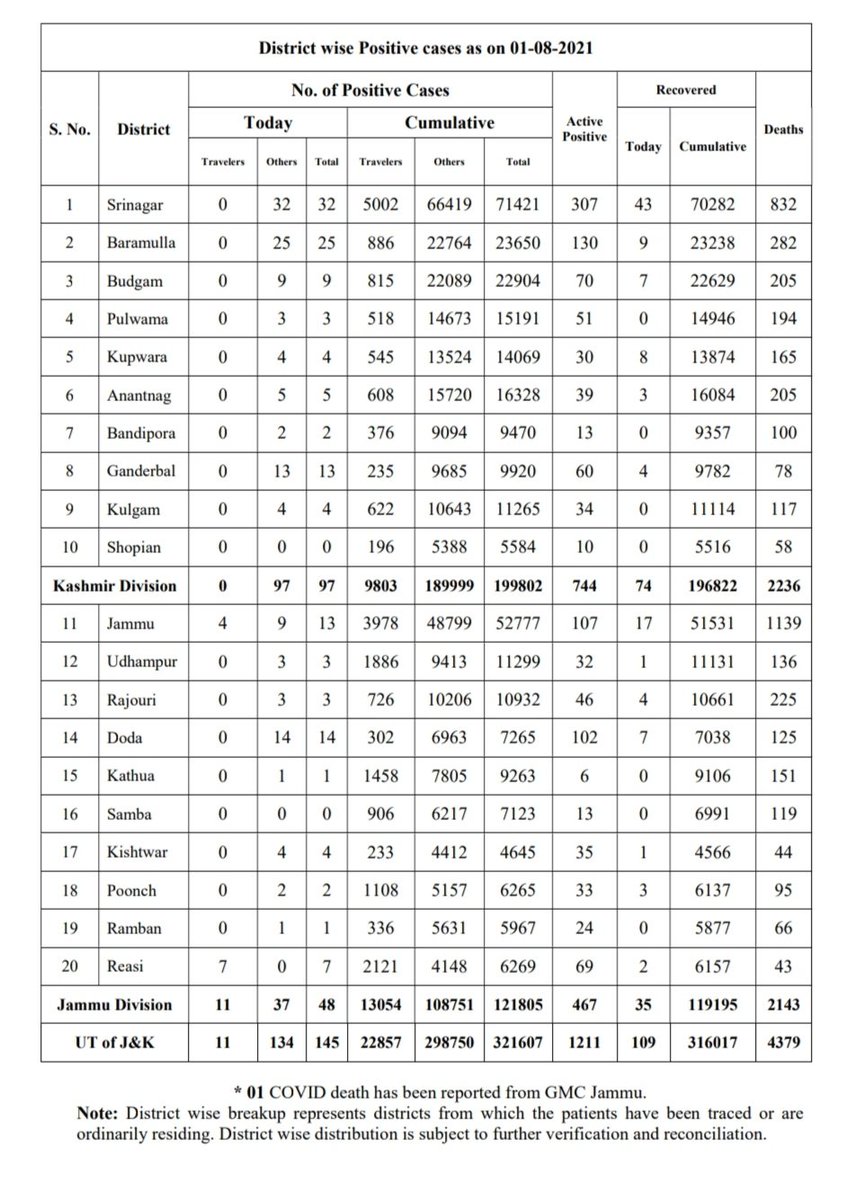 District wise Positive cases as on 01-08-2021
S. No. District No. of Positive Cases Active Positive Recovered Deaths
Today Cumulative Today Cumulative
Travelers Others Total Travelers Others Total
1 Srinagar 0 32 32 5002 66419 71421 307 43 70282 832
2 Baramulla 0 25 25 886 22764 23650 130 9 23238 282
3 Budgam 0 9 9 815 22089 22904 70 7 22629 205
4 Pulwama 0 3 3 518 14673 15191 51 0 14946 194
5 Kupwara 0 4 4 545 13524 14069 30 8 13874 165
6 Anantnag 0 5 5 608 15720 16328 39 3 16084 205
7 Bandipora 0 2 2 376 9094 9470 13 0 9357 100
8 Ganderbal 0 13 13 235 9685 9920 60 4 9782 78
9 Kulgam 0 4 4 622 10643 11265 34 0 11114 117
10 Shopian 0 0 0 196 5388 5584 10 0 5516 58
Kashmir Division 0 97 97 9803 189999 199802 744 74 196822 2236
11 Jammu 4 9 13 3978 48799 52777 107 17 51531 1139
12 Udhampur 0 3 3 1886 9413 11299 32 1 11131 136
13 Rajouri 0 3 3 726 10206 10932 46 4 10661 225
14 Doda 0 14 14 302 6963 7265 102 7 7038 125
15 Kathua 0 1 1 1458 7805 9263 6 0 9106 151
16 Samba 0 0 0 906 6217 7123 13 0 6991 119
17 Kishtwar 0 4 4 233 4412 4645 35 1 4566 44
18 Poonch 0 2 2 1108 5157 6265 33 3 6137 95
19 Ramban 0 1 1 336 5631 5967 24 0 5877 66
20 Reasi 7 0 7 2121 4148 6269 69 2 6157 43
Jammu Division 11 37 48 13054 108751 121805 467 35 119195 2143
UT of J&K 11 134 145 22857 298750 321607 1211 109 316017 4379
* 01 COVID death has been reported from GMC Jammu.
Note: District wise breakup represents districts from which the patients have been traced or are
ordinarily residing. District wise distribution is subject to further verification and reconciliation.